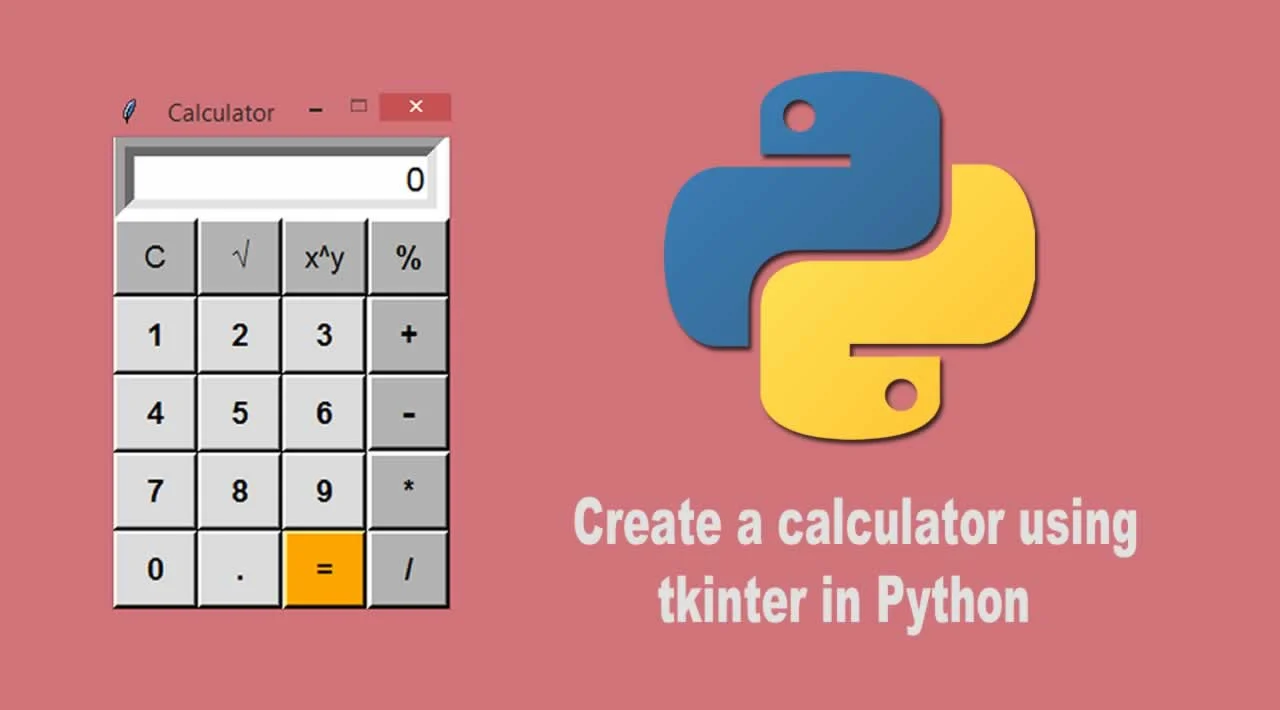 Calculator
0
C √ x^y %
1 2 3 +
4 5 6 -
7 8 9 *
0 . = /
Create a calculator using
tkinter in Python